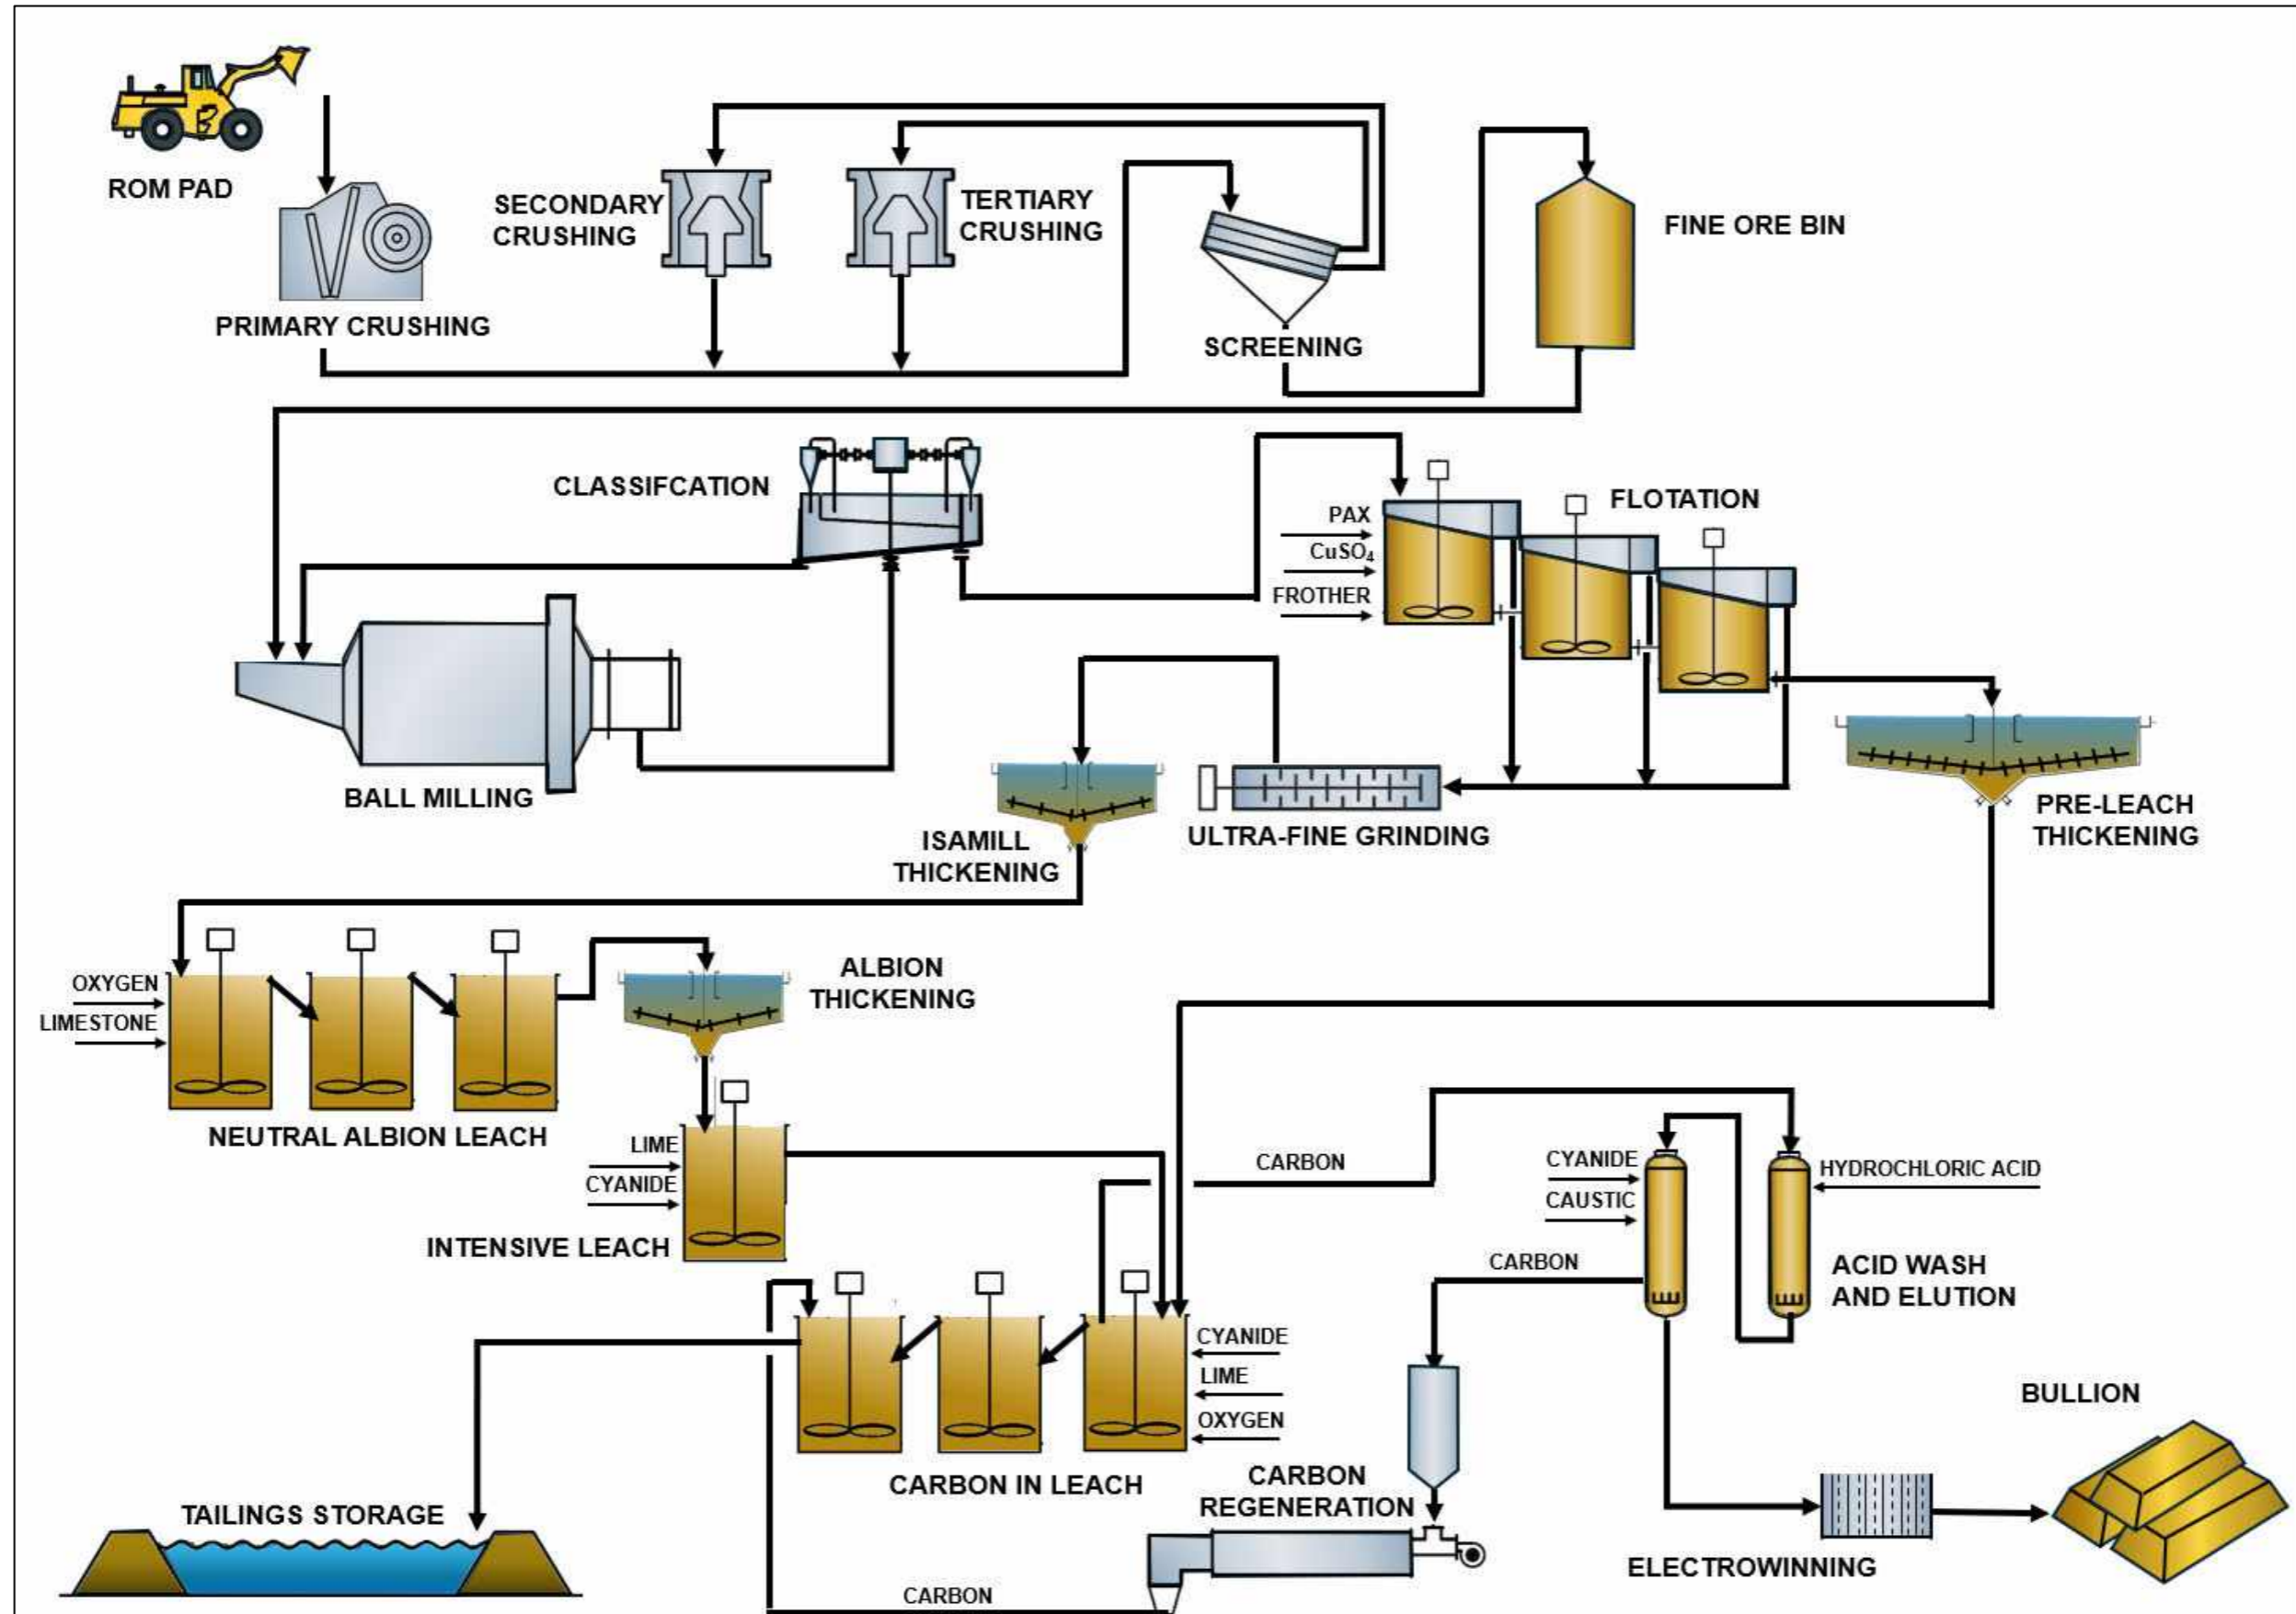 ROM PAD
PRIMARY CRUSHING
SECONDARY
CRUSHING
TERTIARY
CRUSHING
SCREENING
FINE ORE BIN
CLASSIFCATION
BALL MILLING
FLOTATION
PAX
CuSO₄
FROTHER
ISAMILL
THICKENING
ULTRA-FINE GRINDING
PRE-LEACH
THICKENING
OXYGEN
LIMESTONE
NEUTRAL ALBION LEACH
ALBION
THICKENING
LIME
CYANIDE
INTENSIVE LEACH
CARBON
CYANIDE
CAUSTIC
HYDROCHLORIC ACID
CARBON
ACID WASH
AND ELUTION
CYANIDE
LIME
OXYGEN
CARBON IN LEACH
CARBON
REGENERATION
BULLION
TAILINGS STORAGE
ELECTROWINNING
CARBON